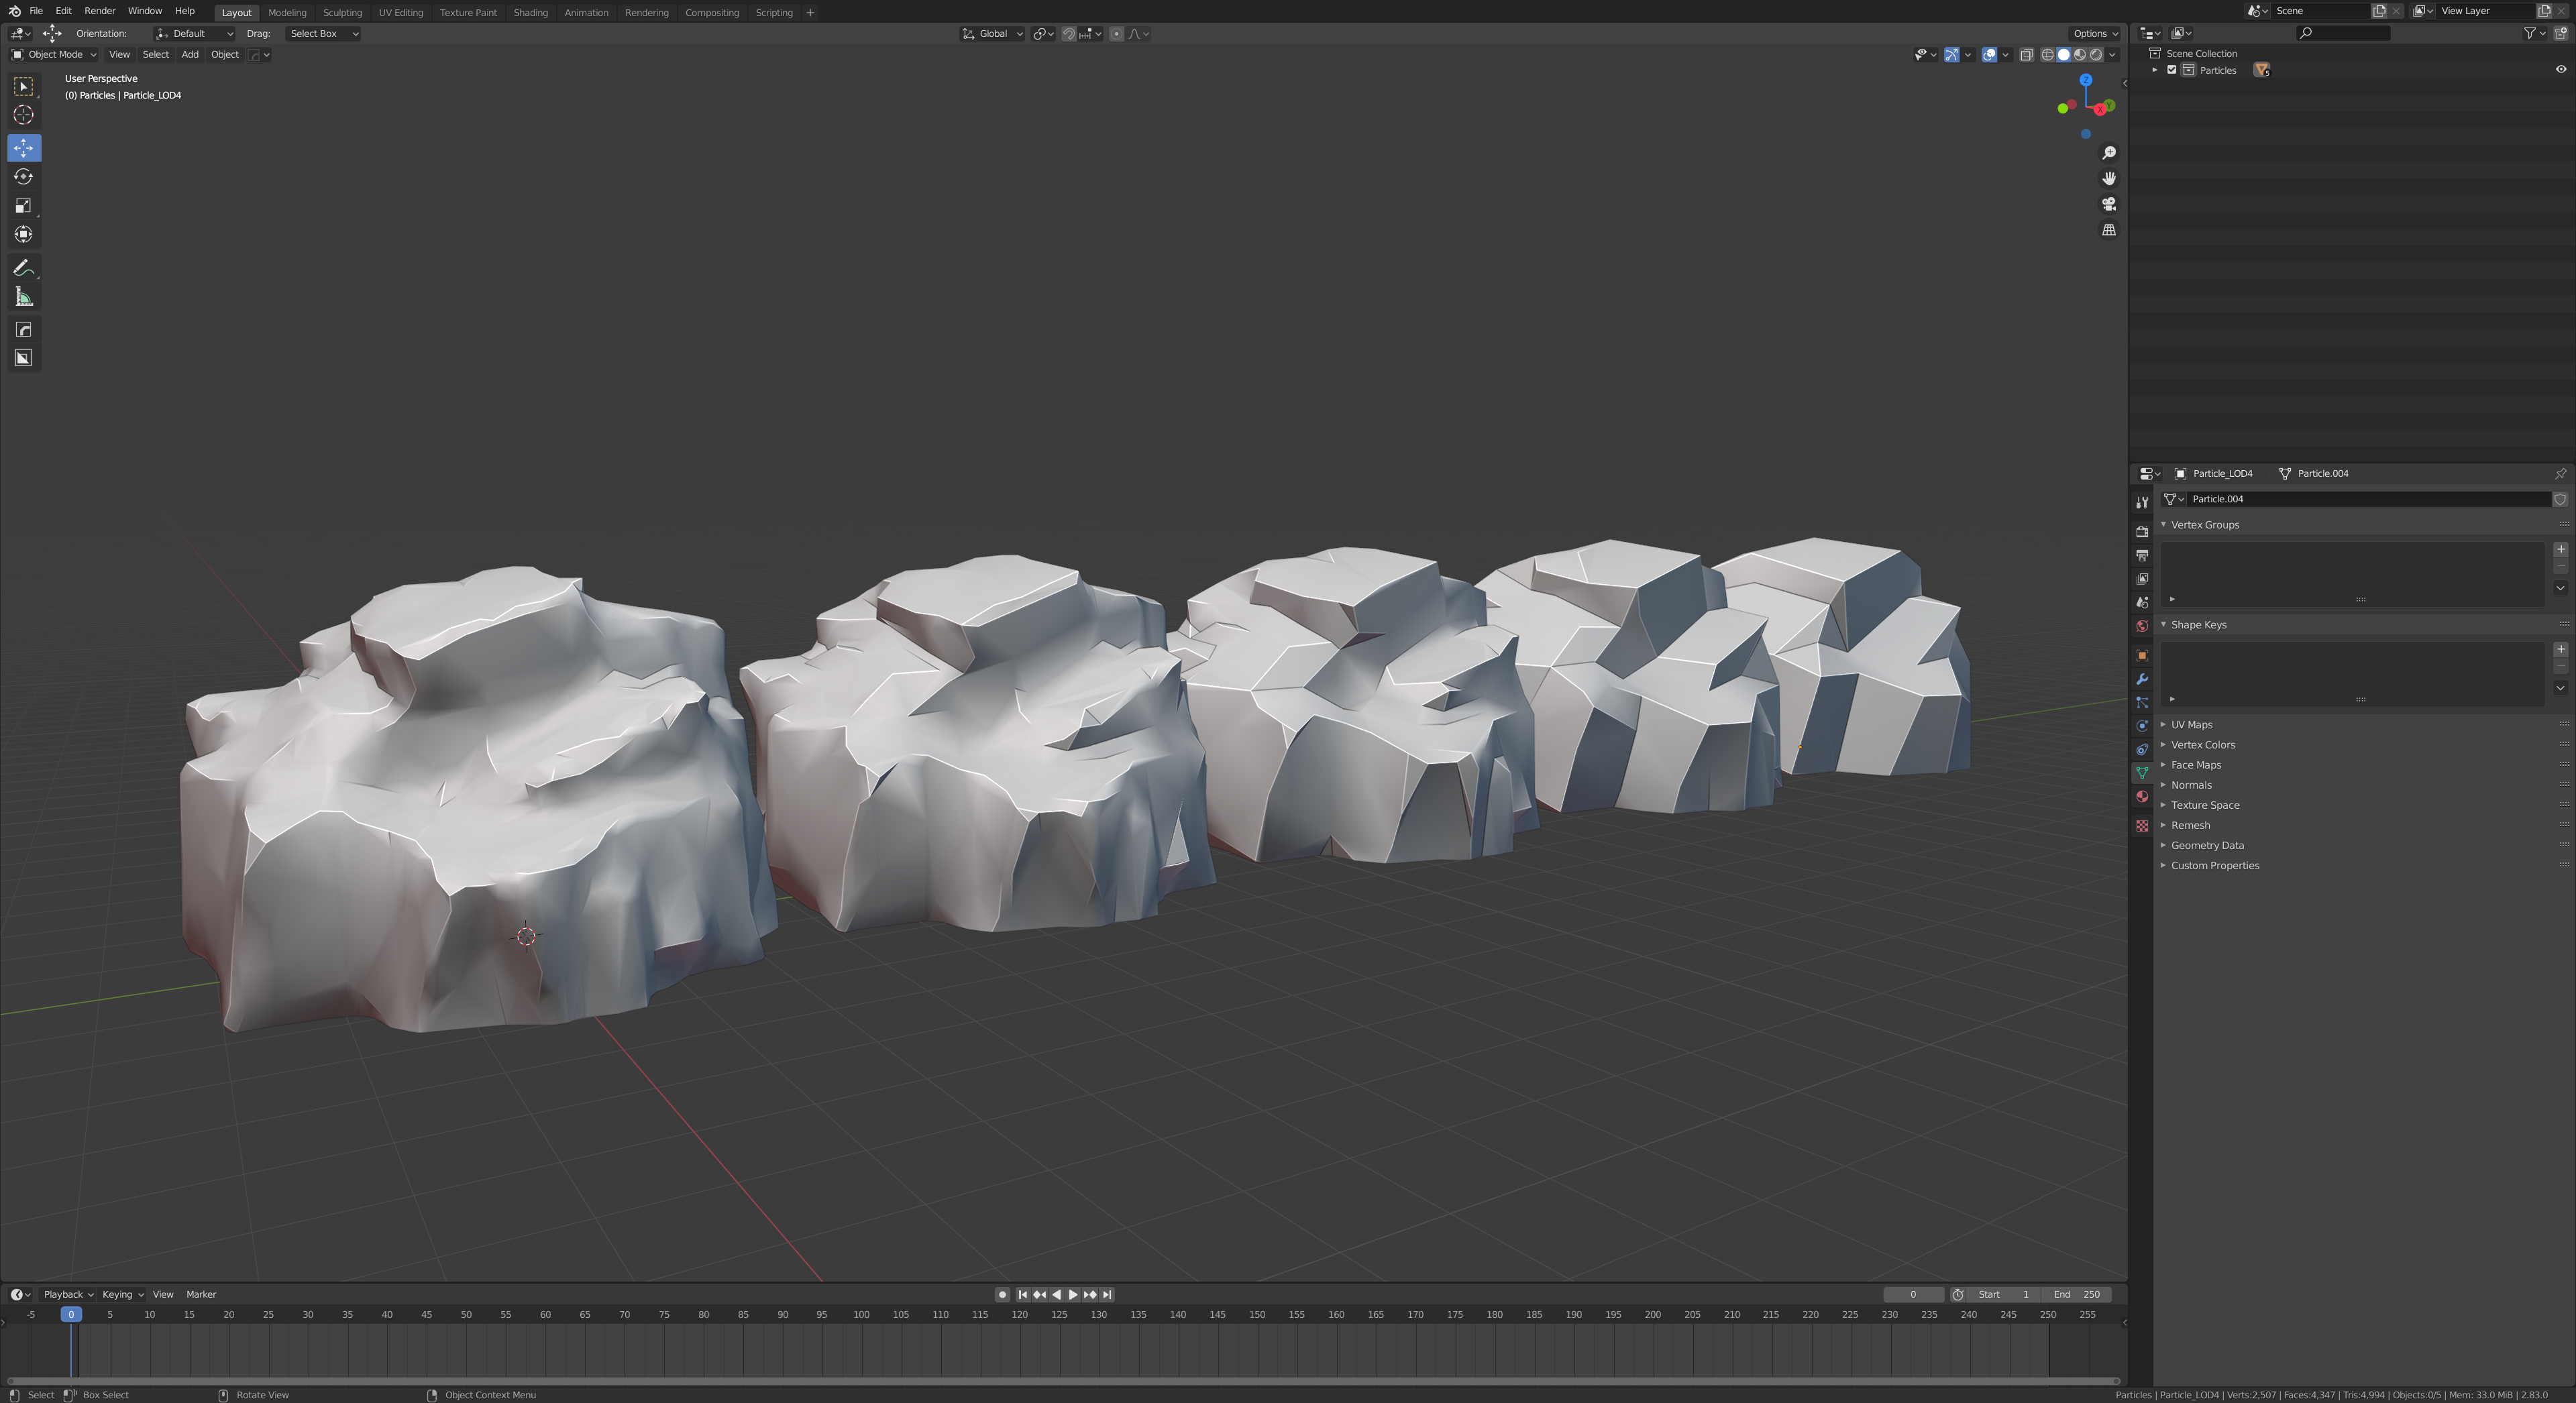 File Edit Render Window Help Layout Modeling Sculpting UV Editing Texture Paint Shading Animation Rendering Compositing Scripting + Scene View Layer
Orientation: Default Drag: Select Box Global Options
Object Mode View Select Add Object
User Perspective
(0) Particles | Particle_LOD4
Z
Y
X
Scene Collection
Particles 5
Particle_LOD4 Particle.004
Particle.004
Vertex Groups
Shape Keys
UV Maps
Vertex Colors
Face Maps
Normals
Texture Space
Remesh
Geometry Data
Custom Properties
Playback Keying View Marker 0 Start 1 End 250
-5 0 5 10 15 20 25 30 35 40 45 50 55 60 65 70 75 80 85 90 95 100 105 110 115 120 125 130 135 140 145 150 155 160 165 170 175 180 185 190 195 200 205 210 215 220 225 230 235 240 245 250 255
Select Box Select Rotate View Object Context Menu Particles | Particle_LOD4 | Verts:2,507 | Faces:4,347 | Tris:4,994 | Objects:0/5 | Mem: 33.0 MiB | 2.83.0